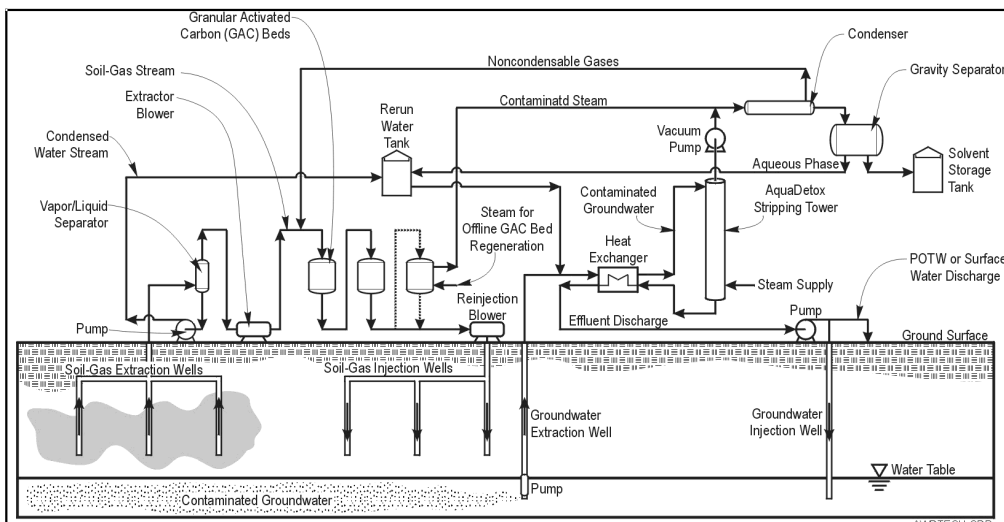 Granular Activated
Carbon (GAC) Beds
Condenser
Soil-Gas Stream
Noncondensable Gases
Gravity Separator
Extractor
Blower
Contaminatd Steam
Rerun
Water
Tank
Condensed
Water Stream
Vacuum
Pump
Aqueous Phase
Solvent
Storage
Tank
Contaminated
Groundwater
AquaDetox
Stripping Tower
Vapor/Liquid
Separator
Steam for
Offline GAC Bed
Regeneration
Heat
Exchanger
POTW or Surface
Water Discharge
Steam Supply
Reinjection
Blower
Pump
Pump
Effluent Discharge
Ground Surface
Soil-Gas Extraction Wells
Soil-Gas Injection Wells
Groundwater
Extraction Well
Groundwater
Injection Well
Water Table
Pump
Contaminated Groundwater